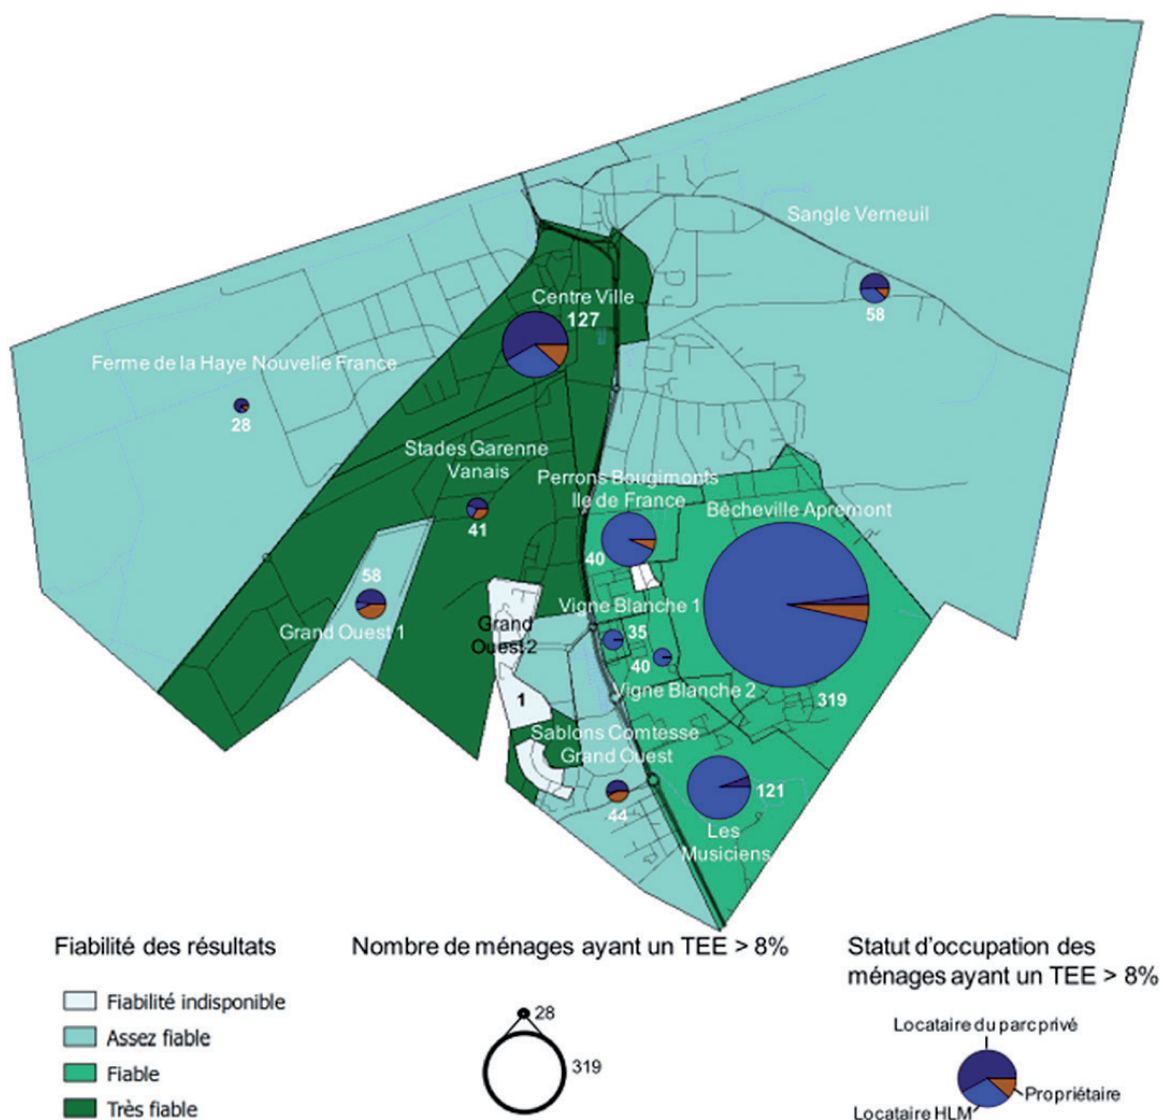 Sangle Verneuil
58
Centre Ville
127
Ferme de la Haye Nouvelle France
28
Stades Garenne
Vanais
41
Perrons Bougimonts
Ile de France
40
Bècheville Apremont
319
58
Grand Ouest 1
Grand
Ouest 2
1
Vigne Blanche 1
35
40
Vigne Blanche 2
Sablons Comtesse
Grand Ouest
44
121
Les
Musiciens
Fiabilité des résultats
Fiabilité indisponible
Assez fiable
Fiable
Très fiable
Nombre de ménages ayant un TEE > 8%
28
319
Statut d'occupation des
ménages ayant un TEE > 8%
Locataire du parc privé
Propriétaire
Locataire HLM